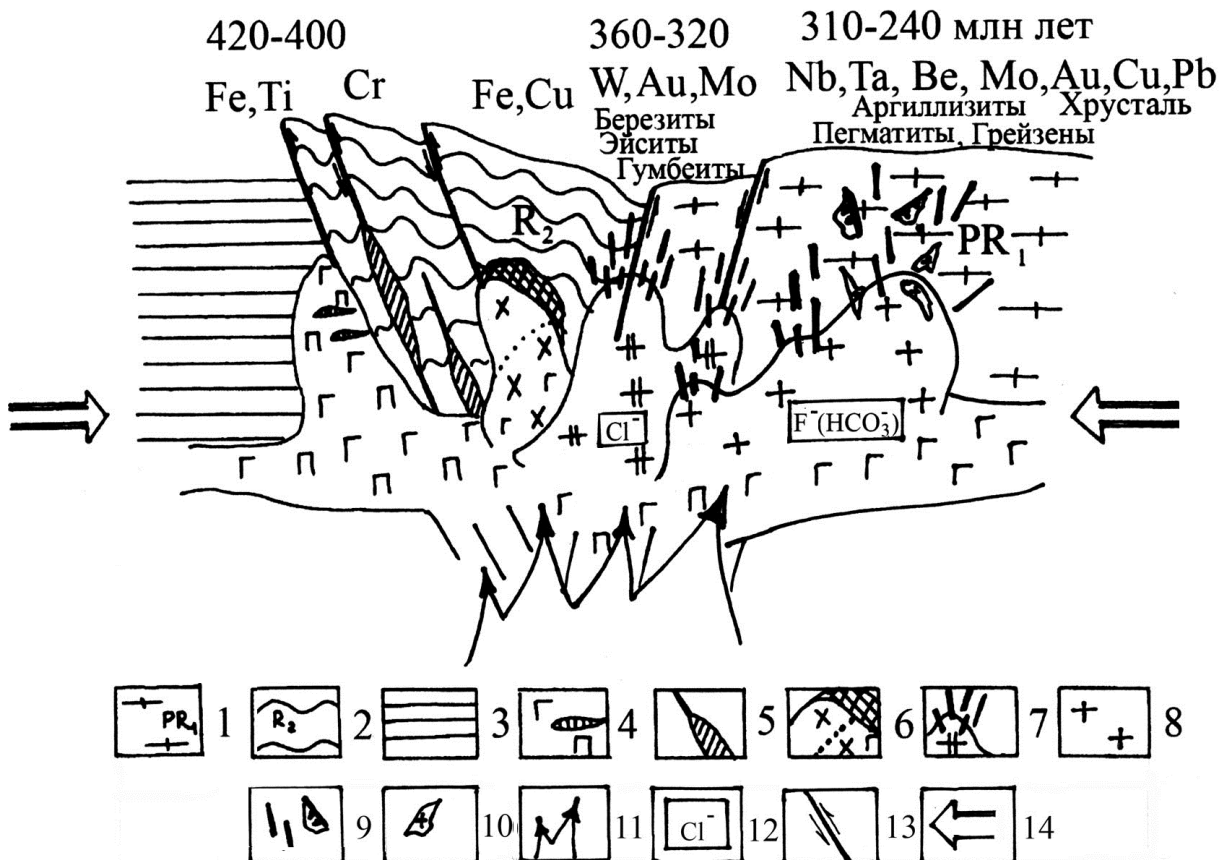 420-400
360-320
310-240 млн лет
Fe,Ti
Cr
Fe,Cu
W,Au,Mo
Nb,Ta, Be, Mo,Au,Cu,Pb
Березиты
Эйситы
Гумбеиты
Аргиллизиты Хрусталь
Пегматиты, Грейзены
R₂
PR₁
Cl⁻
F⁻(HCO₃⁻)
PR₁ 1
R₂ 2
3
4
5
6
7
8
9
10
11
Cl⁻ 12
13
14